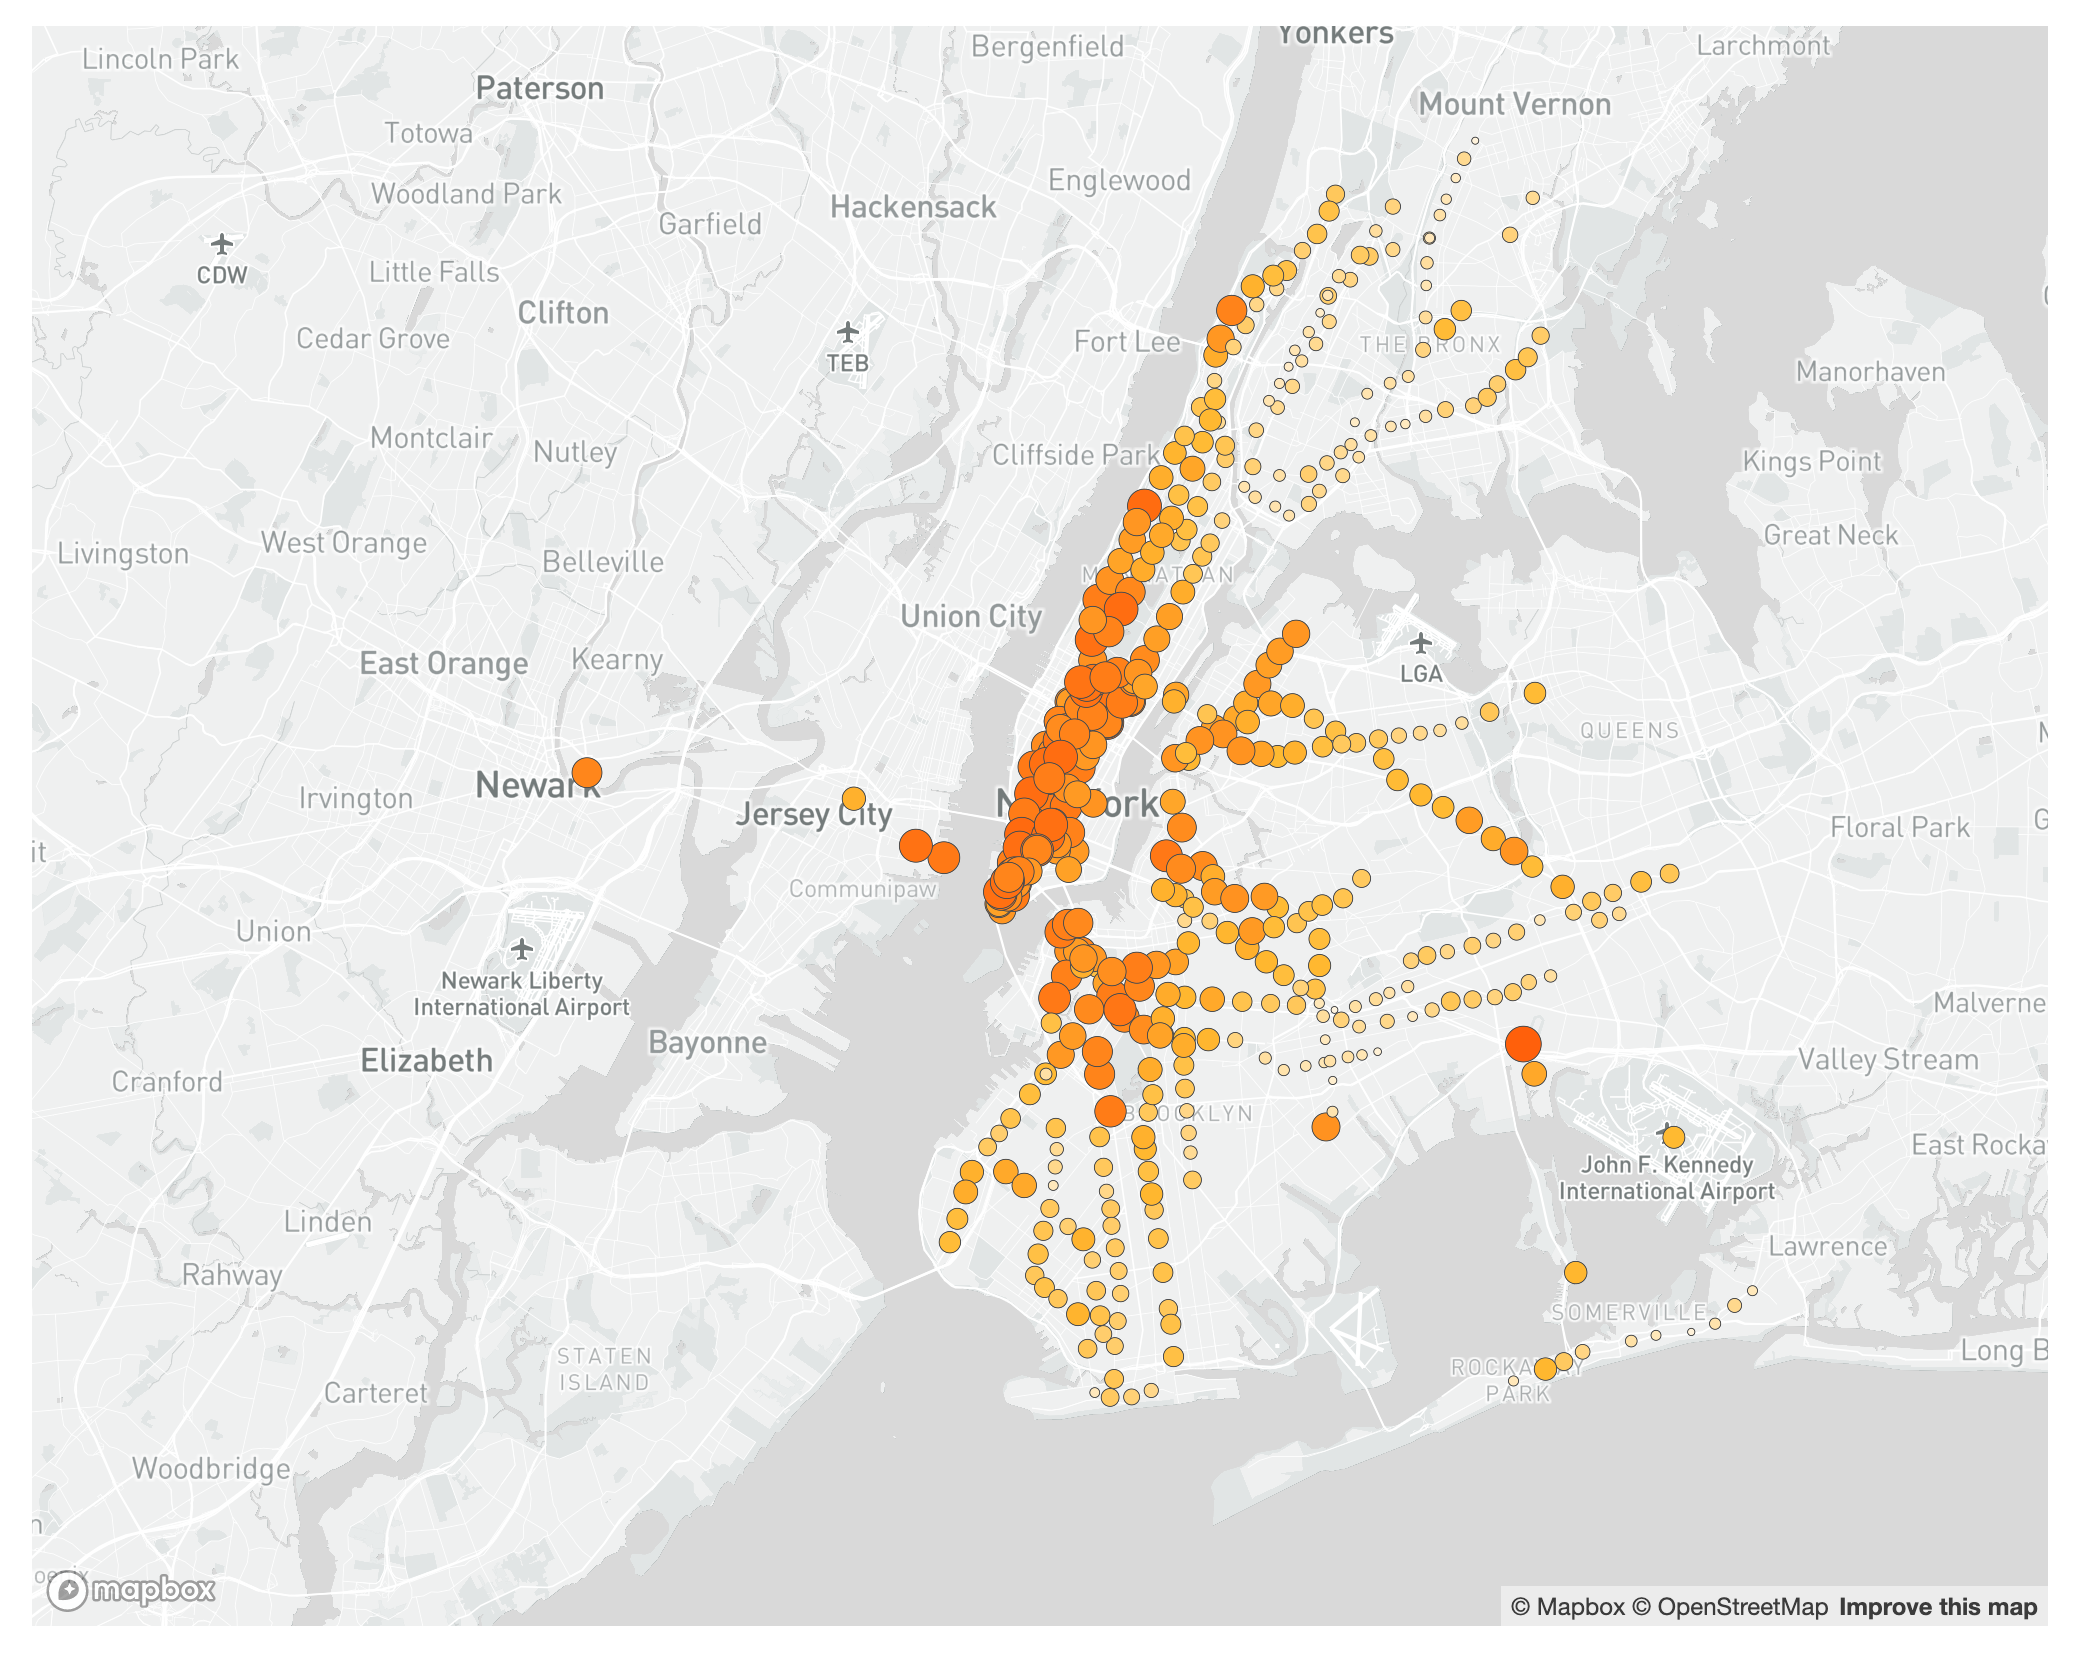 Yonkers
Lincoln Park
Bergenfield
Larchmont
Paterson
Mount Vernon
Totowa
Woodland Park
Englewood
Hackensack
Garfield
CDW
Little Falls
Clifton
Cedar Grove
TEB
Fort Lee
THE BRONX
Manorhaven
Montclair
Nutley
Cliffside Park
Kings Point
Livingston
West Orange
Belleville
Great Neck
Union City
East Orange
Kearny
LGA
QUEENS
Newark
Irvington
Jersey City
Floral Park
Communipaw
Union
Newark Liberty
International Airport
Malverne
Bayonne
Elizabeth
Cranford
Valley Stream
BROOKLYN
East Rocka
John F. Kennedy
International Airport
Linden
Lawrence
Rahway
SOMERVILLE
STATEN
ISLAND
Long B
ROCKAWAY
PARK
Carteret
Woodbridge
mapbox
© Mapbox © OpenStreetMap Improve this map